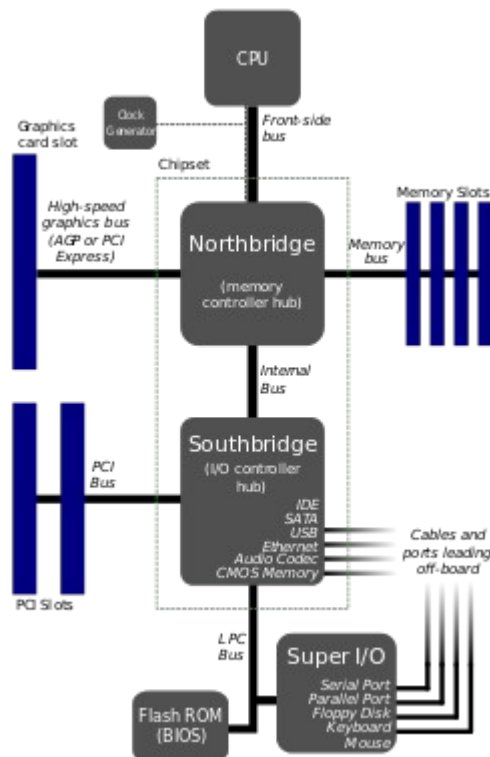 CPU
Clock
Generator
Front-side
bus
Graphics
card slot
Chipset
High-speed
graphics bus
(AGP or PCI
Express)
Northbridge
(memory
controller hub)
Memory
bus
Memory Slots
Internal
Bus
Southbridge
(I/O controller
hub)
PCI
Bus
IDE
SATA
USB
Ethernet
Audio Codec
CMOS Memory
Cables and
ports leading
off-board
PCI Slots
LPC
Bus
Super I/O
Serial Port
Parallel Port
Floppy Disk
Keyboard
Mouse
Flash ROM
(BIOS)